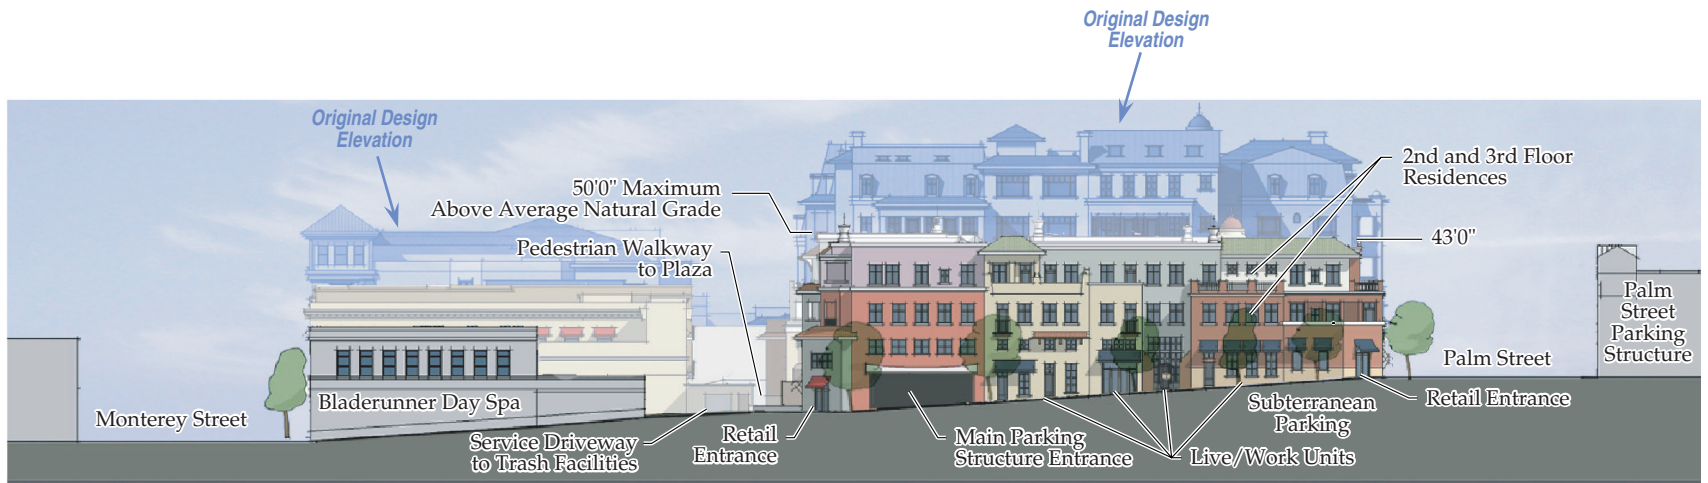 Original Design
Elevation
Original Design
Elevation
50'0" Maximum
Above Average Natural Grade
Pedestrian Walkway
to Plaza
2nd and 3rd Floor
Residences
43'0"
Palm
Street
Parking
Structure
Palm Street
Monterey Street
Bladerunner Day Spa
Service Driveway
to Trash Facilities
Retail
Entrance
Main Parking
Structure Entrance
Live/Work Units
Subterranean
Parking
Retail Entrance